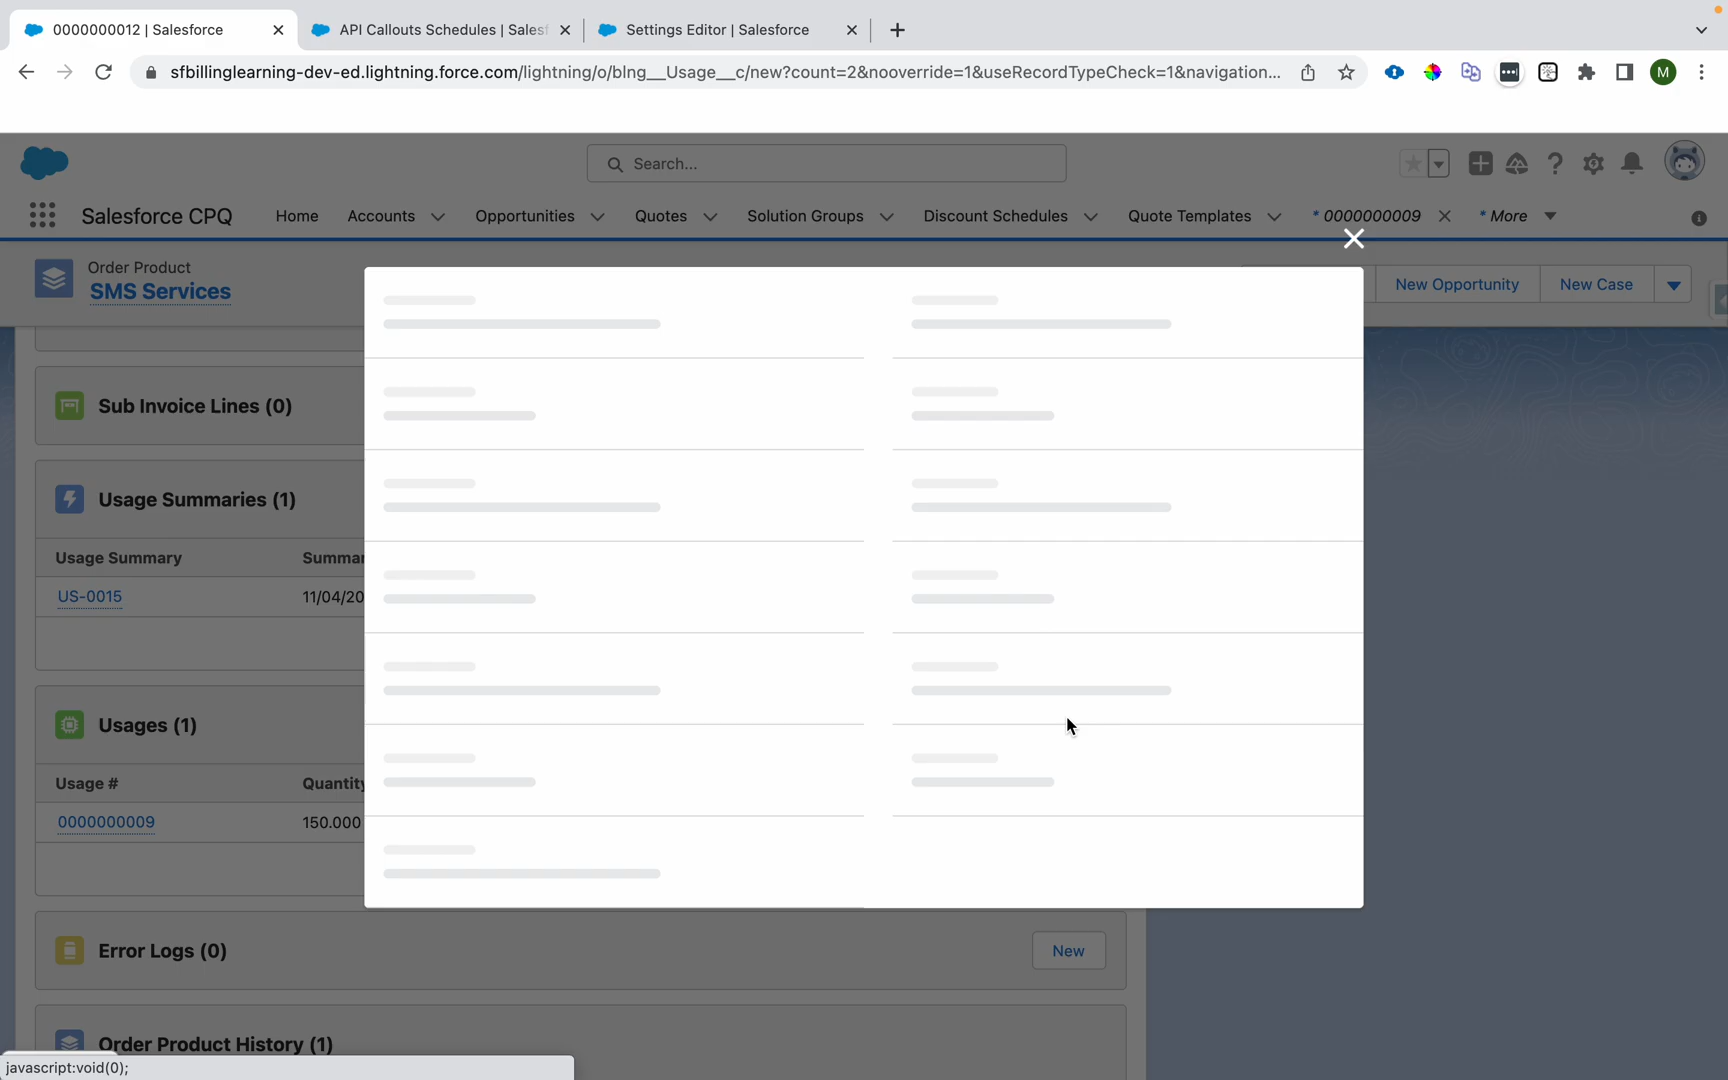 0000000012 | Salesforce
API Callouts Schedules | Salesf
Settings Editor | Salesforce
sfbillinglearning-dev-ed.lightning.force.com/lightning/o/blng__Usage__c/new?count=2&nooverride=1&useRecordTypeCheck=1&navigation...
M
Search...
Salesforce CPQ
Home
Accounts
Opportunities
Quotes
Solution Groups
Discount Schedules
Quote Templates
* 0000000009
* More
Order Product
SMS Services
New Opportunity
New Case
Sub Invoice Lines (0)
Usage Summaries (1)
Usage Summary
Summar
US-0015
11/04/20
Usages (1)
Usage #
Quantity
0000000009
150.000
Error Logs (0)
New
Order Product History (1)
javascript:void(0);